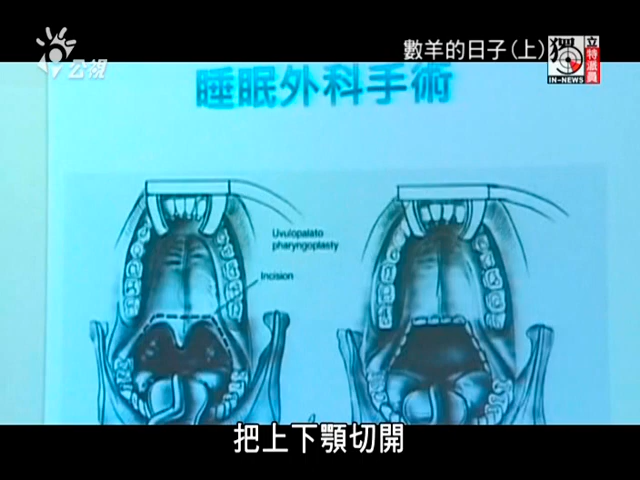 公視
數羊的日子(上)
獨立特派員
IN-NEWS
睡眠外科手術
Uvulopalato
pharyngoplasty
Incision
把上下顎切開